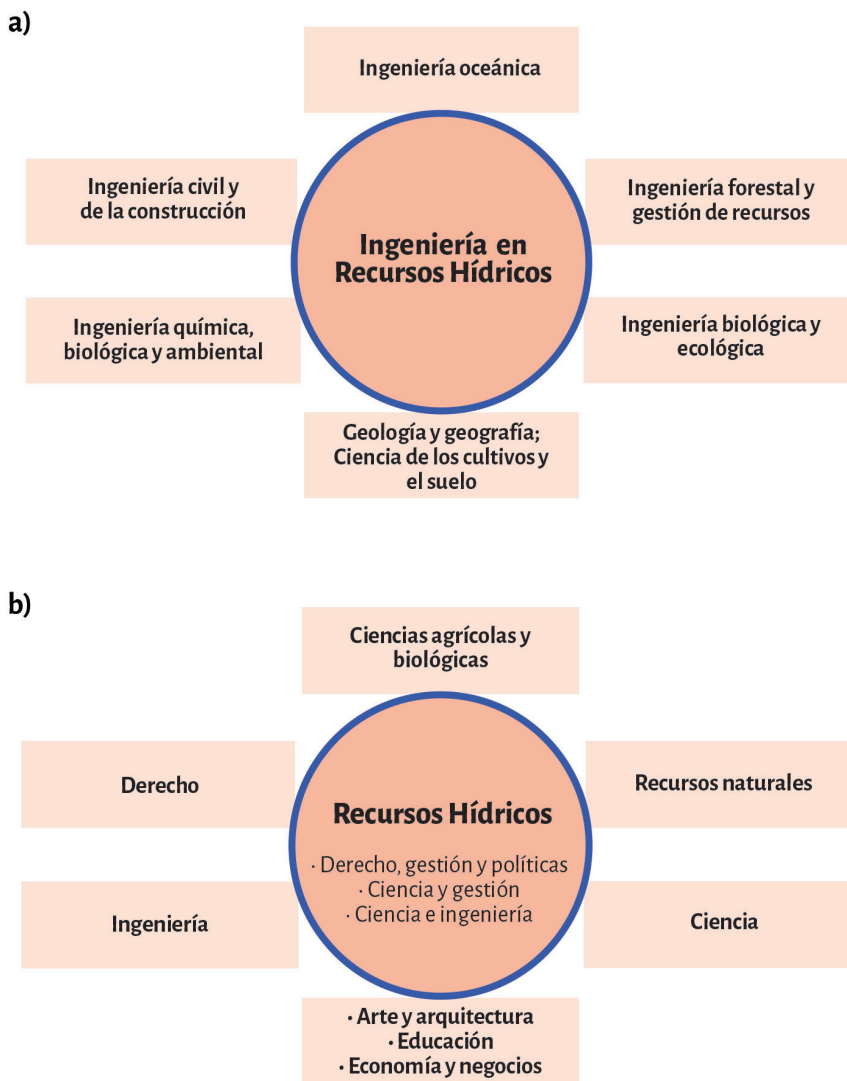 a)
Ingeniería oceánica
Ingeniería civil y
de la construcción
Ingeniería forestal y
gestión de recursos
Ingeniería en
Recursos Hídricos
Ingeniería química,
biológica y ambiental
Ingeniería biológica y
ecológica
Geología y geografía;
Ciencia de los cultivos y
el suelo
b)
Ciencias agrícolas y
biológicas
Derecho
Recursos naturales
Recursos Hídricos
· Derecho, gestión y políticas
· Ciencia y gestión
· Ciencia e ingeniería
Ingeniería
Ciencia
· Arte y arquitectura
· Educación
· Economía y negocios